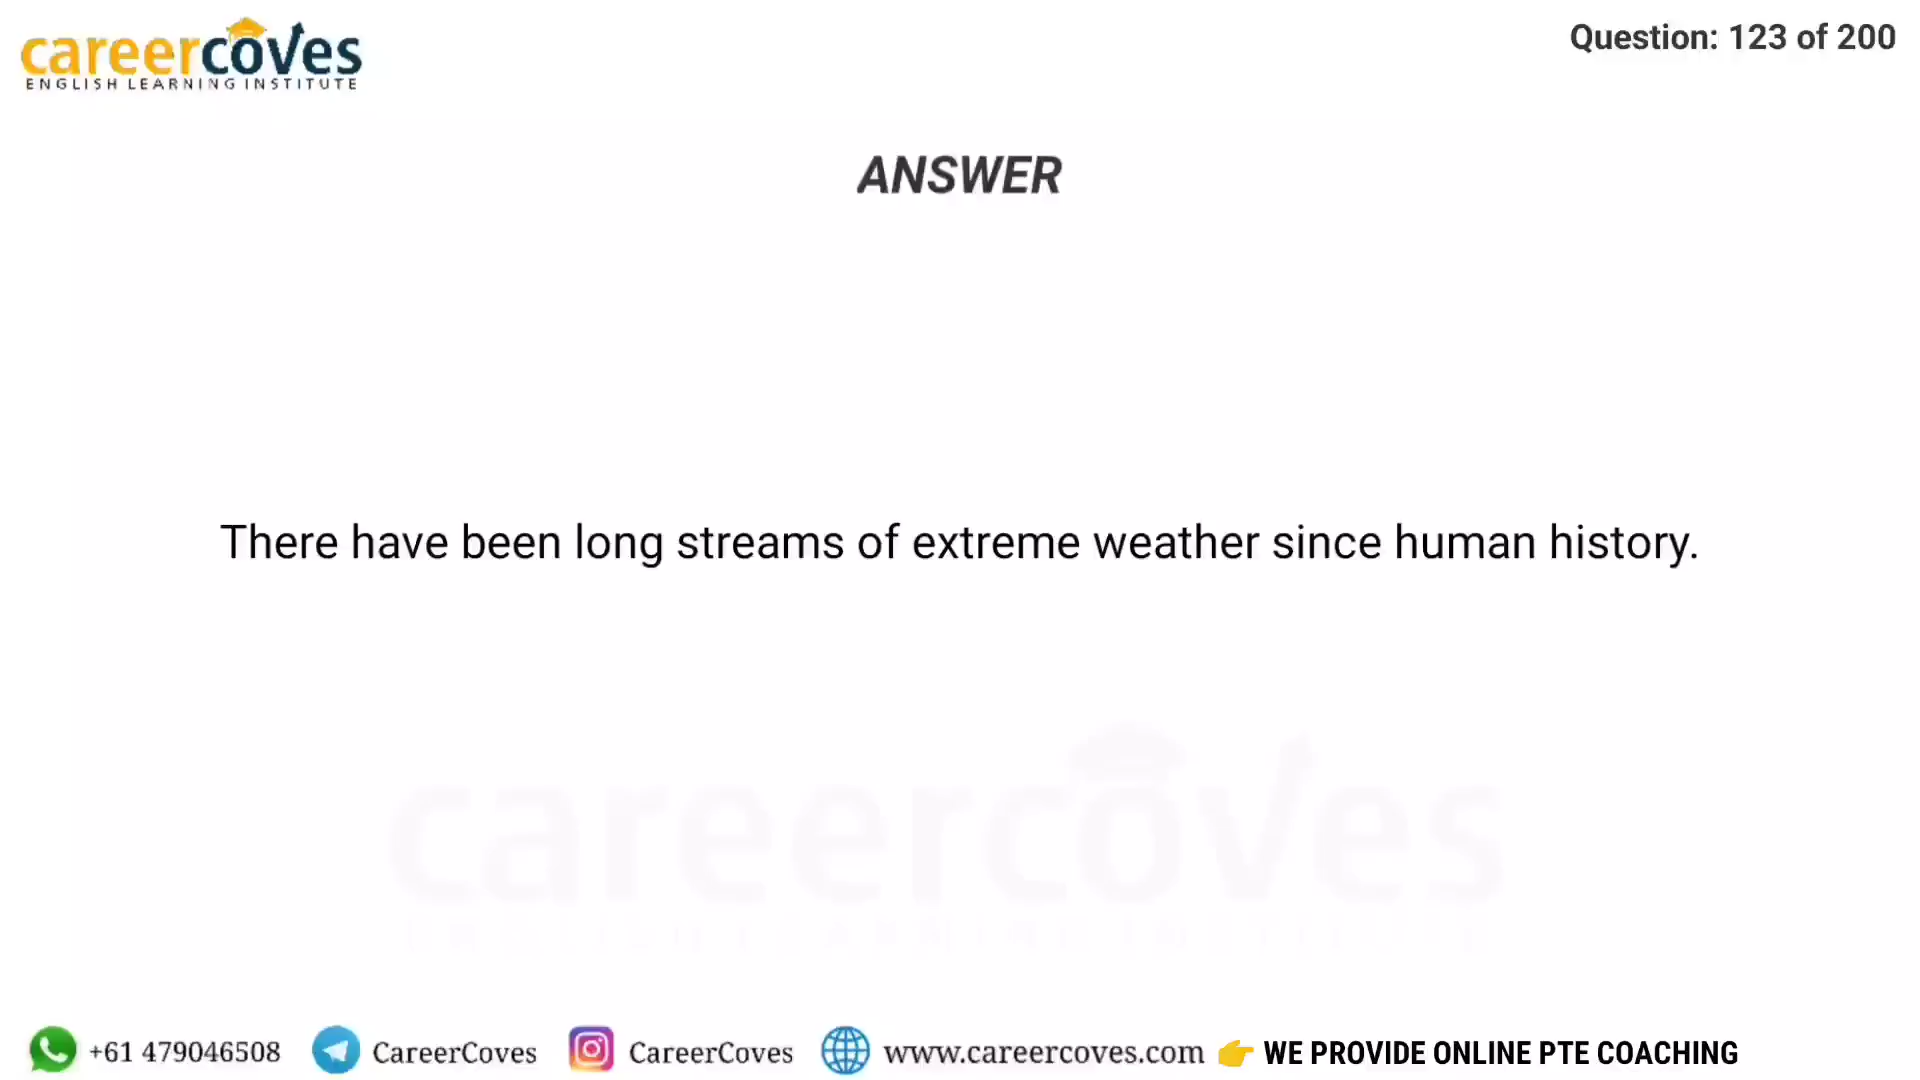 careercoves
ENGLISH LEARNING INSTITUTE
Question: 123 of 200
ANSWER
There have been long streams of extreme weather since human history.
careercoves
+61 479046508 CareerCoves CareerCoves www.careercoves.com 👉 WE PROVIDE ONLINE PTE COACHING